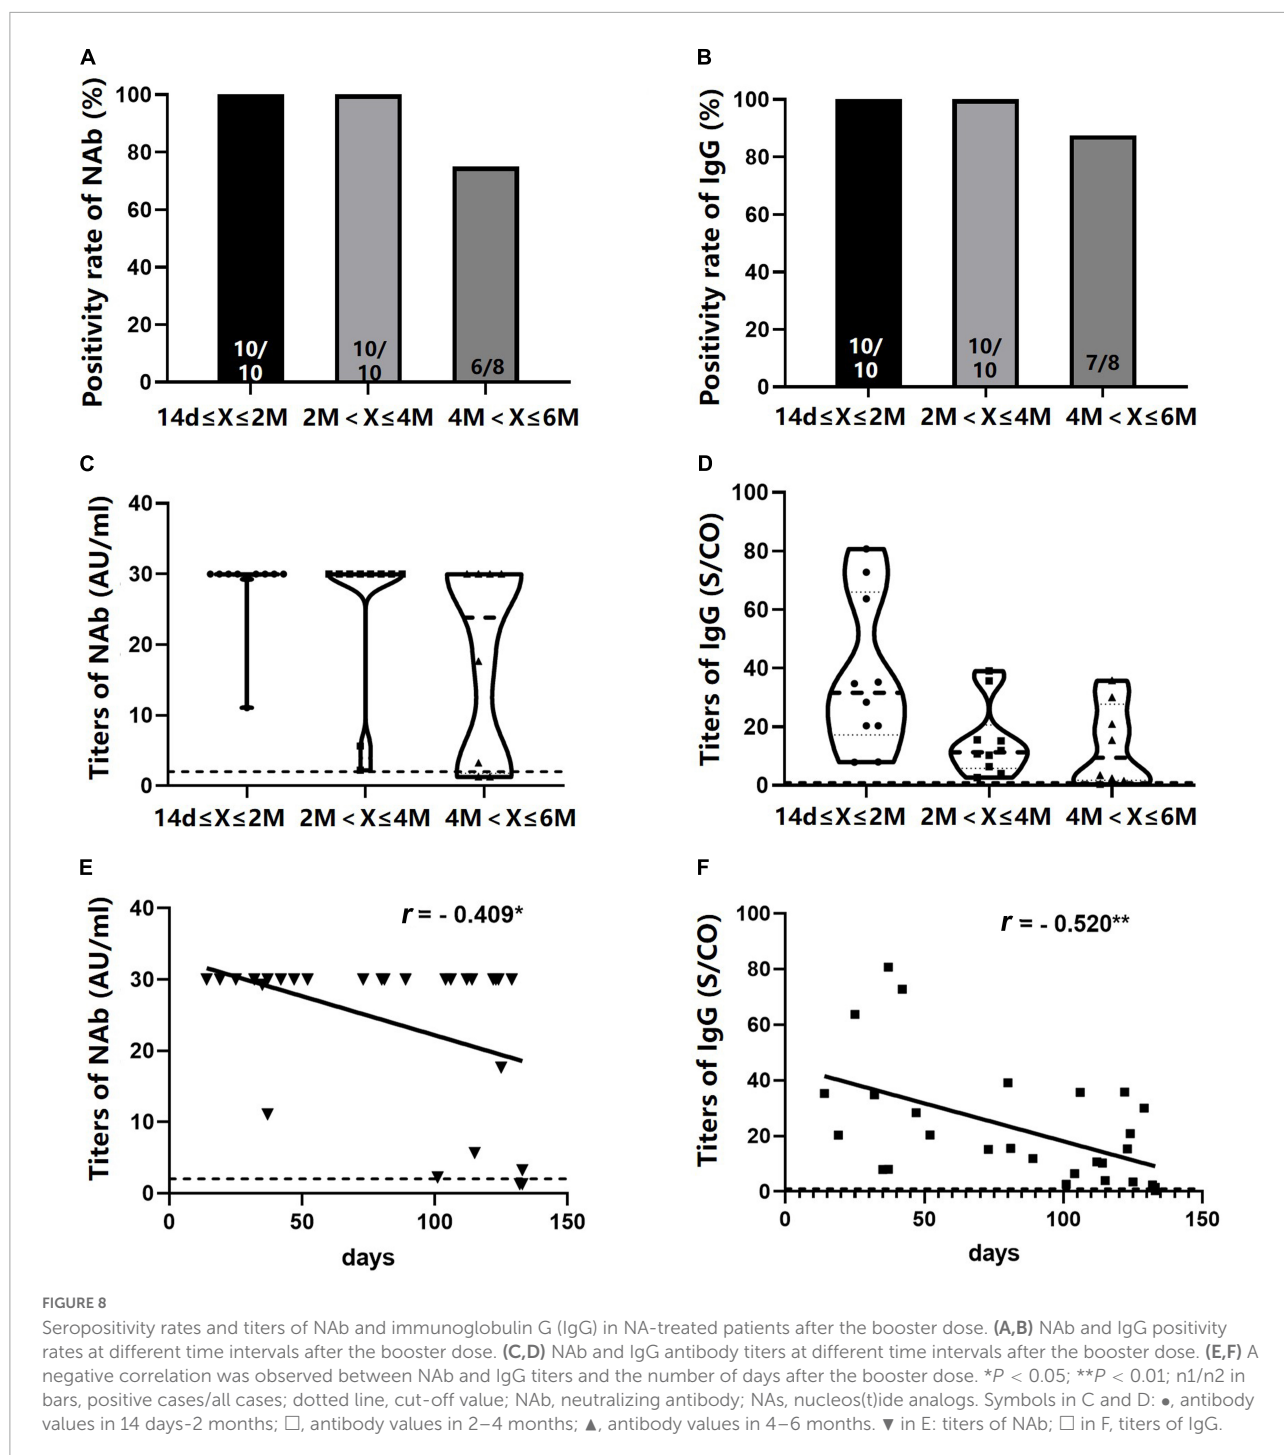 A
Positivity rate of NAb (%)
100
80
60
40
20
0
10/
10
10/
10
6/8
14d≤X≤2M 2M<X≤4M 4M<X≤6M
B
Positivity rate of IgG (%)
100
80
60
40
20
0
10/
10
10/
10
7/8
14d≤X≤2M 2M<X≤4M 4M<X≤6M
C
Titers of NAb (AU/ml)
40
30
20
10
0
14d≤X≤2M 2M<X≤4M 4M<X≤6M
D
Titers of IgG (S/CO)
100
80
60
40
20
0
14d≤X≤2M 2M<X≤4M 4M<X≤6M
E
Titers of NAb (AU/ml)
r = - 0.409*
40
30
20
10
0
0 50 100 150
days
F
Titers of IgG (S/CO)
r = - 0.520**
100
80
60
40
20
0
0 50 100 150
days
FIGURE 8
Seropositivity rates and titers of NAb and immunoglobulin G (IgG) in NA-treated patients after the booster dose. (A,B) NAb and IgG positivity
rates at different time intervals after the booster dose. (C,D) NAb and IgG antibody titers at different time intervals after the booster dose. (E,F) A
negative correlation was observed between NAb and IgG titers and the number of days after the booster dose. *P < 0.05; **P < 0.01; n1/n2 in
bars, positive cases/all cases; dotted line, cut-off value; NAb, neutralizing antibody; NAs, nucleos(t)ide analogs. Symbols in C and D: ●, antibody
values in 14 days-2 months; □, antibody values in 2–4 months; ▲, antibody values in 4–6 months. ▼ in E: titers of NAb; □ in F, titers of IgG.